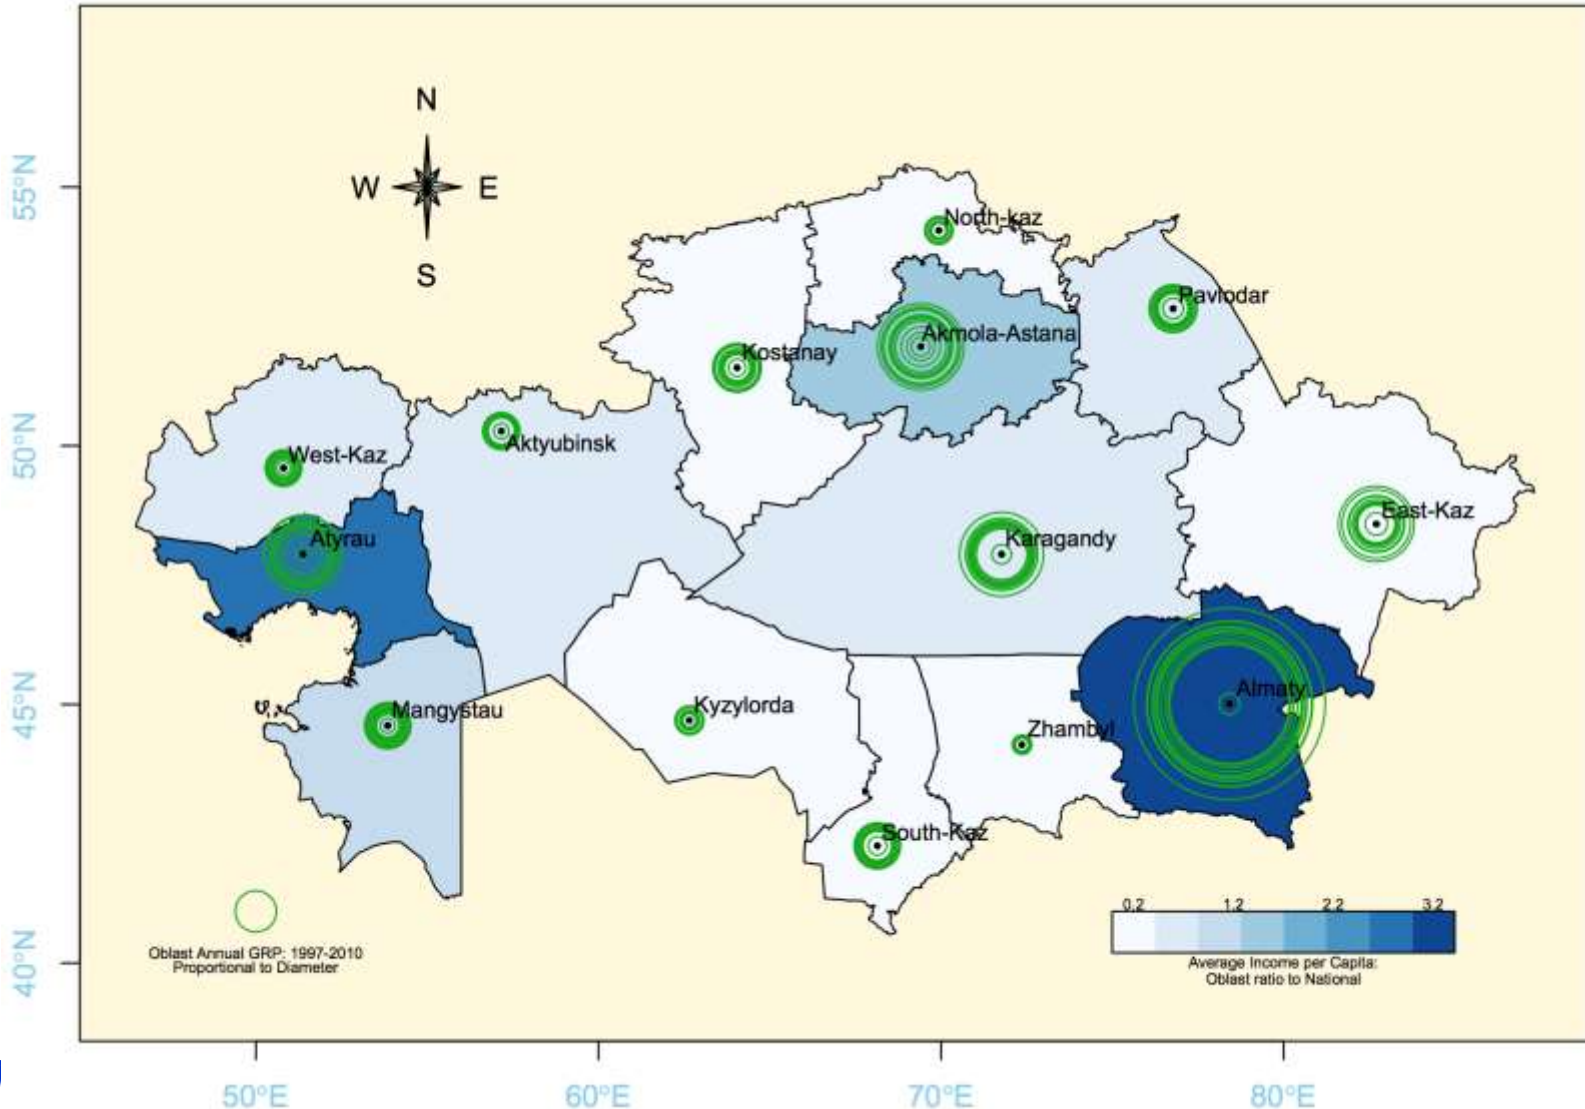 N
W E
S
55°N
50°N
45°N
40°N
North-kaz
Pavlodar
Akmola-Astana
Kostanay
Aktyubinsk
West-Kaz
East-Kaz
Atyrau
Karagandy
Almaty
Kyzylorda
Mangystau
Zhambyl
South-Kaz
0.2 1.2 2.2 3.2
Average Income per Capita:
Oblast ratio to National
Oblast Annual GRP: 1997-2010
Proportional to Diameter
50°E 60°E 70°E 80°E